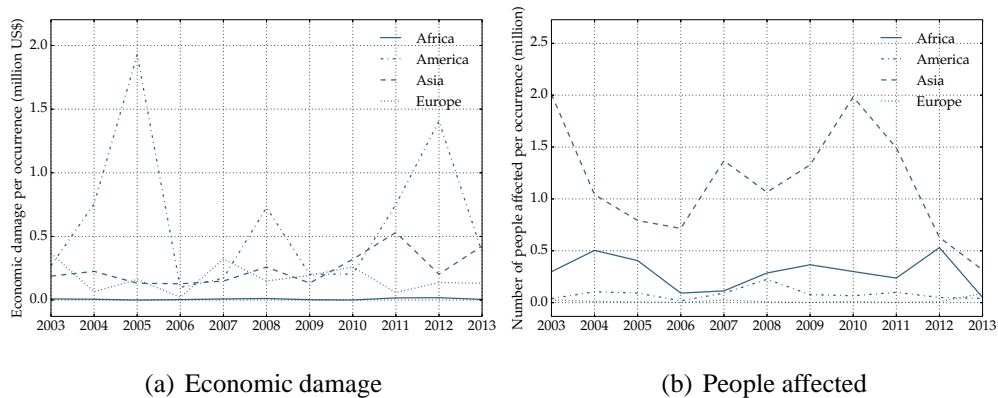 Economic damage per occurrence (million US$)
2.0
1.5
1.0
0.5
0.0
Africa
America
Asia
Europe
2003 2004 2005 2006 2007 2008 2009 2010 2011 2012 2013
(a) Economic damage
Number of people affected per occurrence (million)
2.5
2.0
1.5
1.0
0.5
0.0
Africa
America
Asia
Europe
2003 2004 2005 2006 2007 2008 2009 2010 2011 2012 2013
(b) People affected